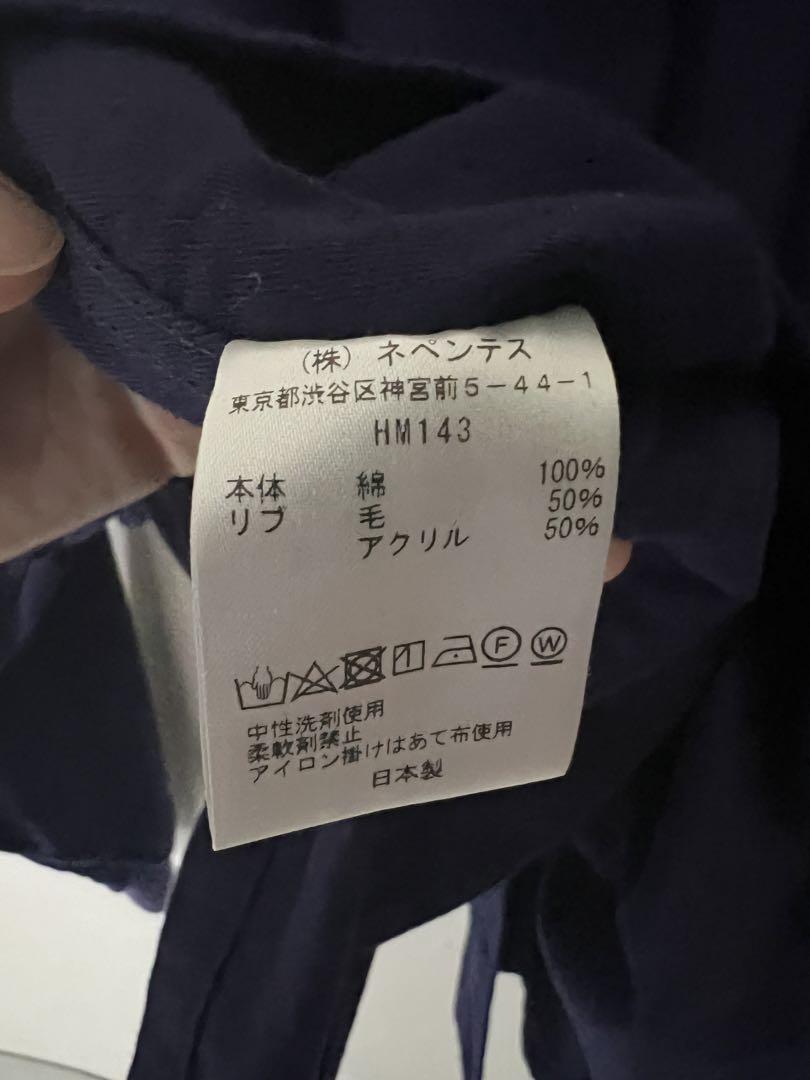 (株) ネペンテス
東京都渋谷区神宮前5-44-1
HM143
本体 綿 100%
リブ 毛 50%
アクリル 50%
F W
中性洗剤使用
柔軟剤禁止
アイロン掛けはあて布使用
日本製